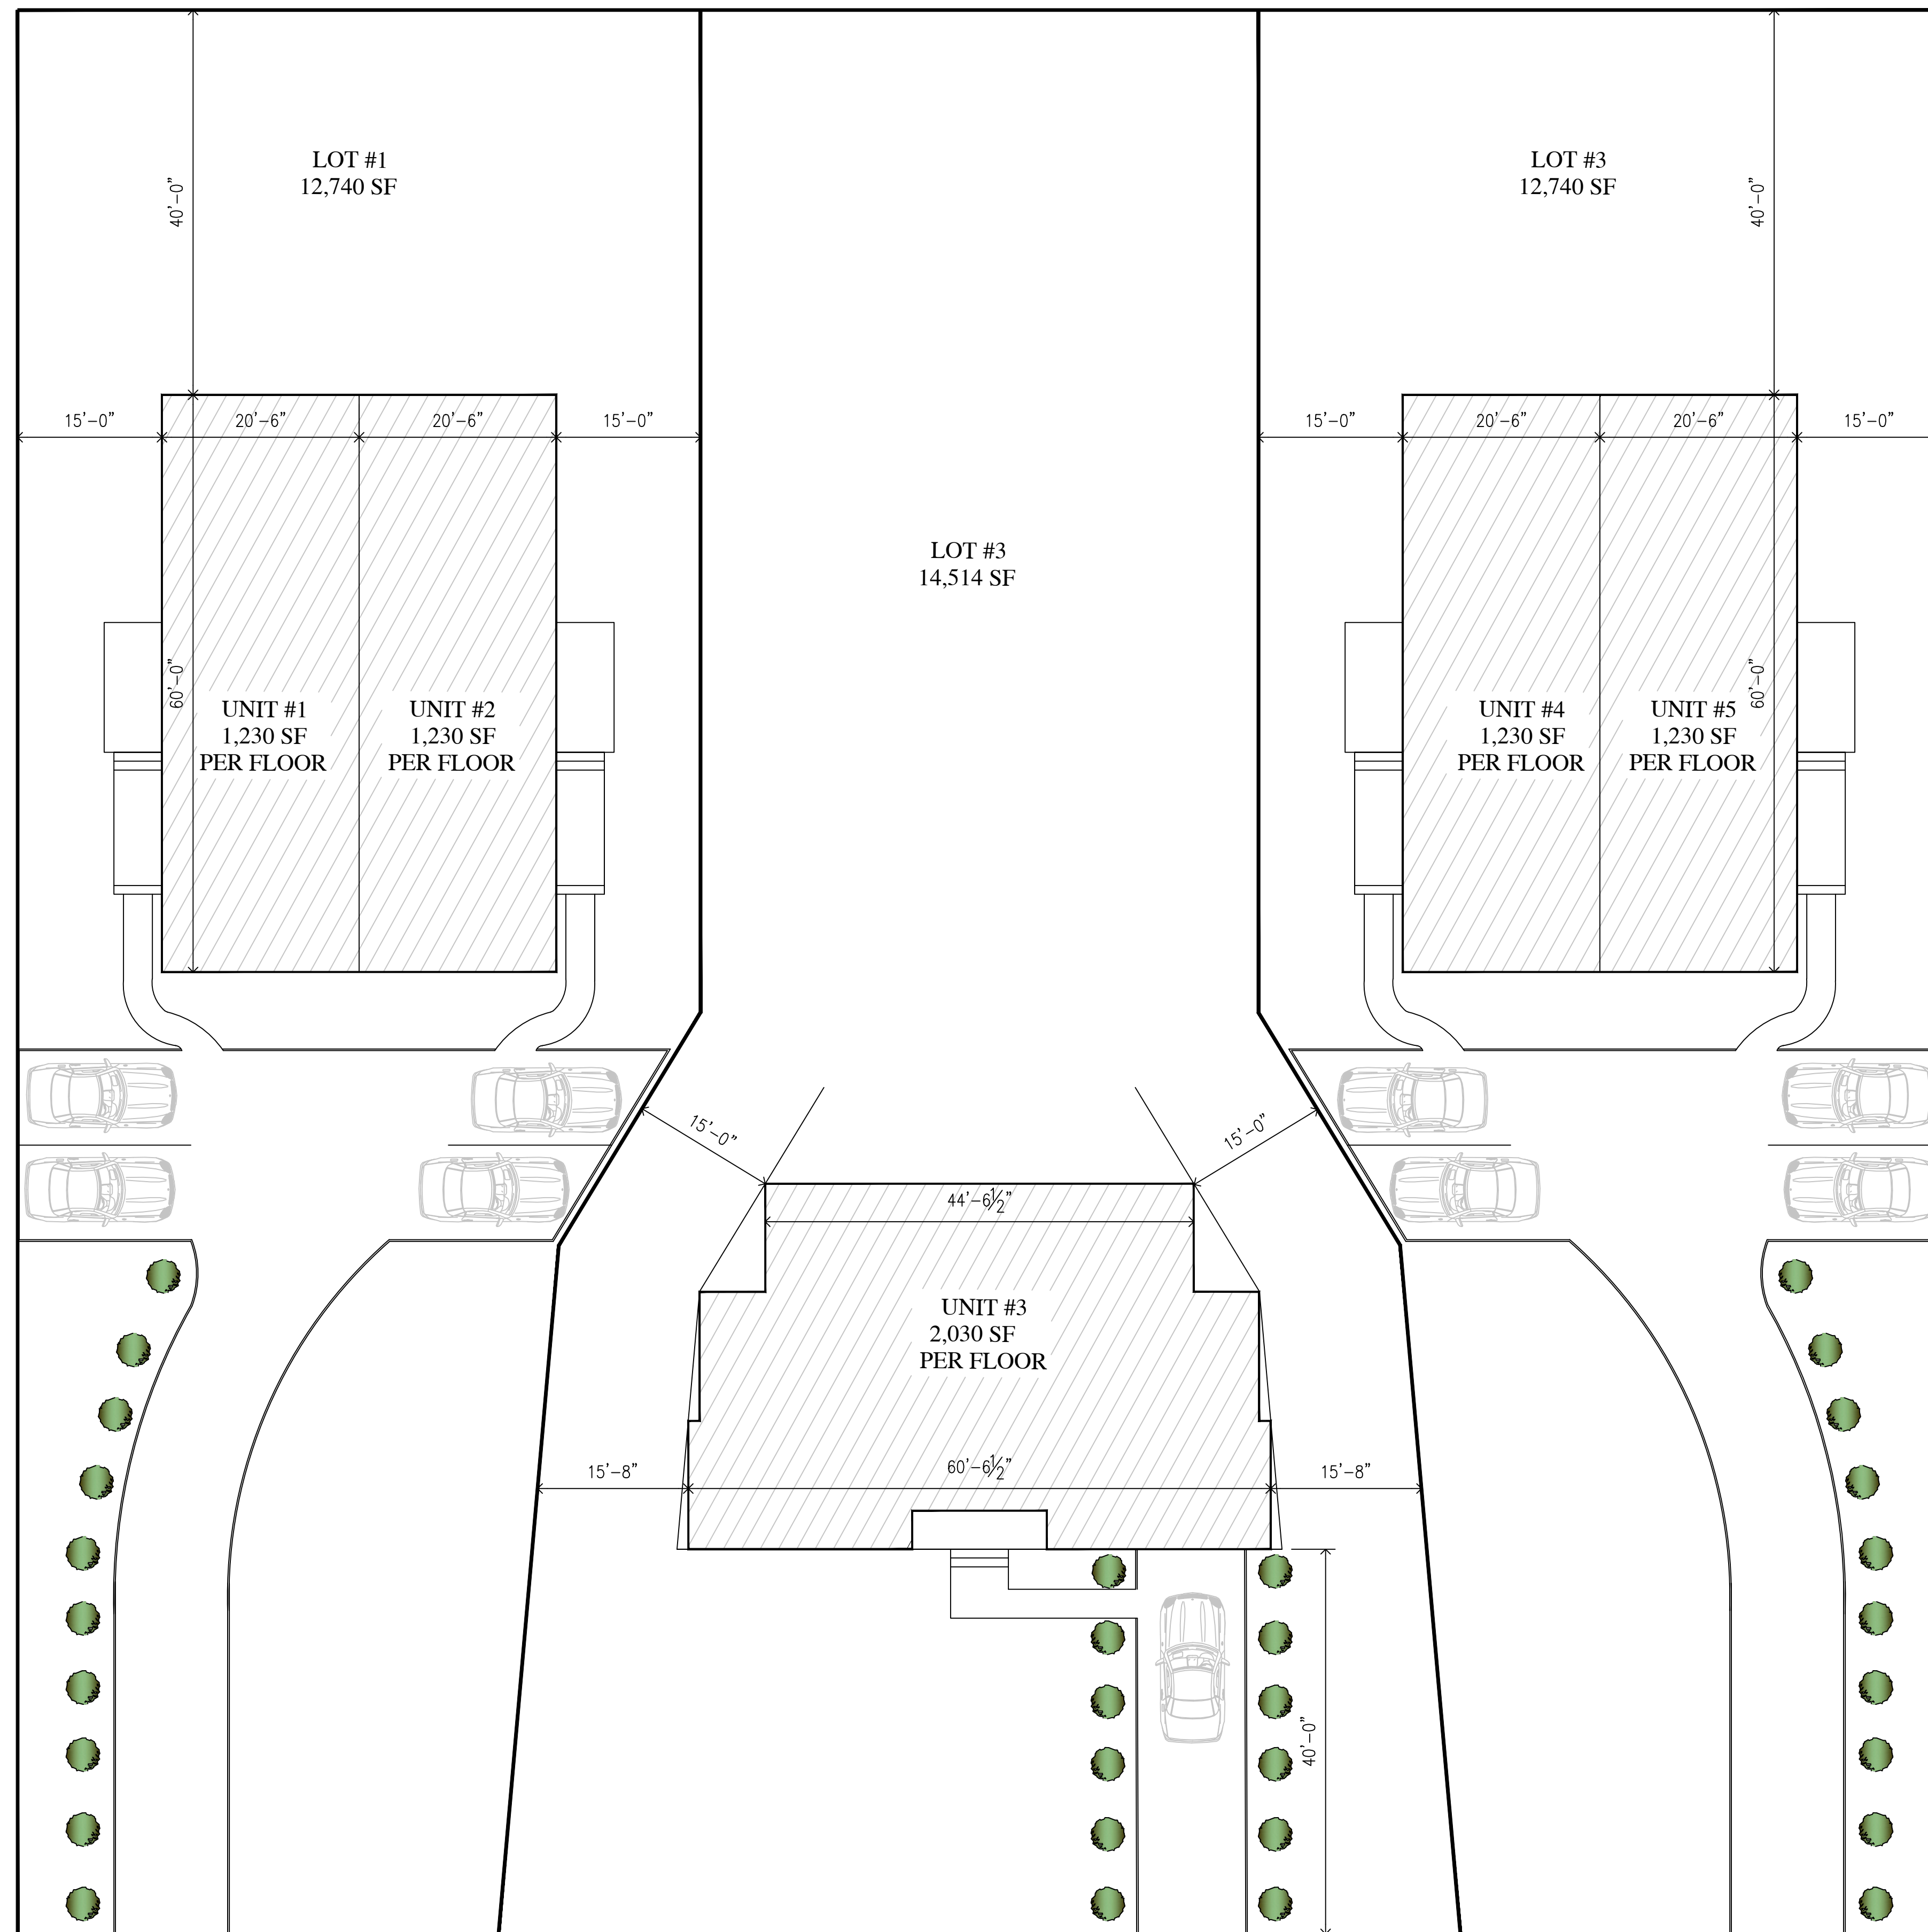 LOT #1
12,740 SF
LOT #3
12,740 SF
40'-0"
40'-0"
15'-0"
20'-6"
20'-6"
15'-0"
15'-0"
20'-6"
20'-6"
15'-0"
LOT #3
14,514 SF
60'-0"
60'-0"
UNIT #1
1,230 SF
PER FLOOR
UNIT #2
1,230 SF
PER FLOOR
UNIT #4
1,230 SF
PER FLOOR
UNIT #5
1,230 SF
PER FLOOR
15'-0"
15'-0"
44'-6½"
UNIT #3
2,030 SF
PER FLOOR
15'-8"
60'-6½"
15'-8"
40'-0"